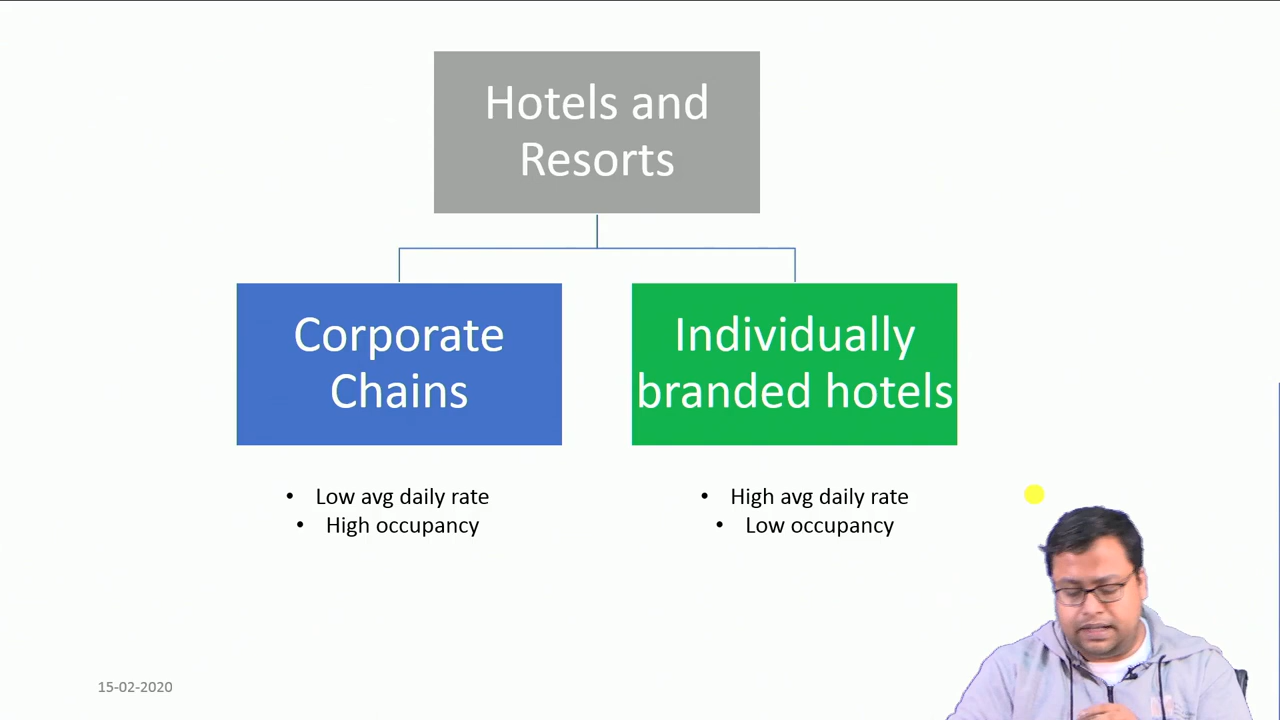 Hotels and
Resorts
Corporate
Chains
Individually
branded hotels
• Low avg daily rate
• High occupancy
• High avg daily rate
• Low occupancy
15-02-2020